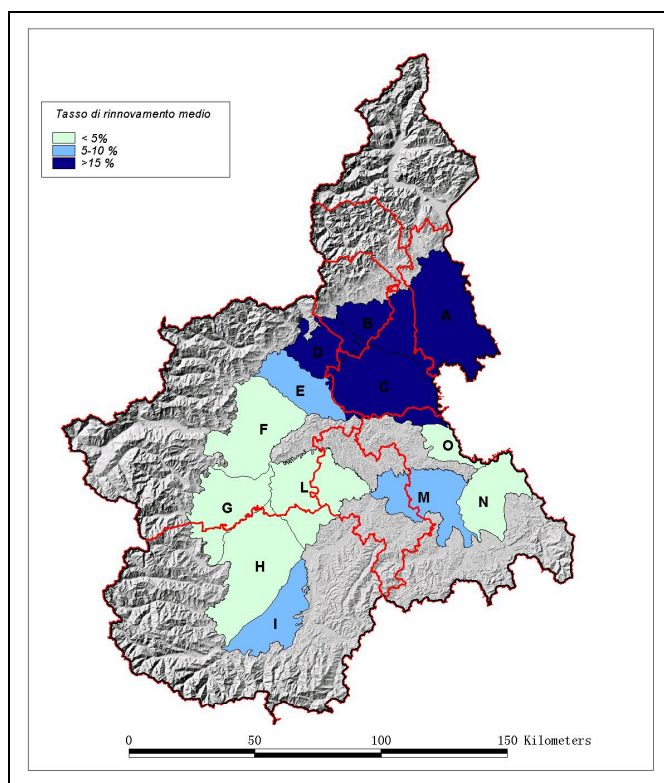 Tasso di rinnovamento medio
< 5%
5-10 %
>15 %
A
B
D
C
E
F
O
L
M
N
G
H
I
0 50 100 150 Kilometers